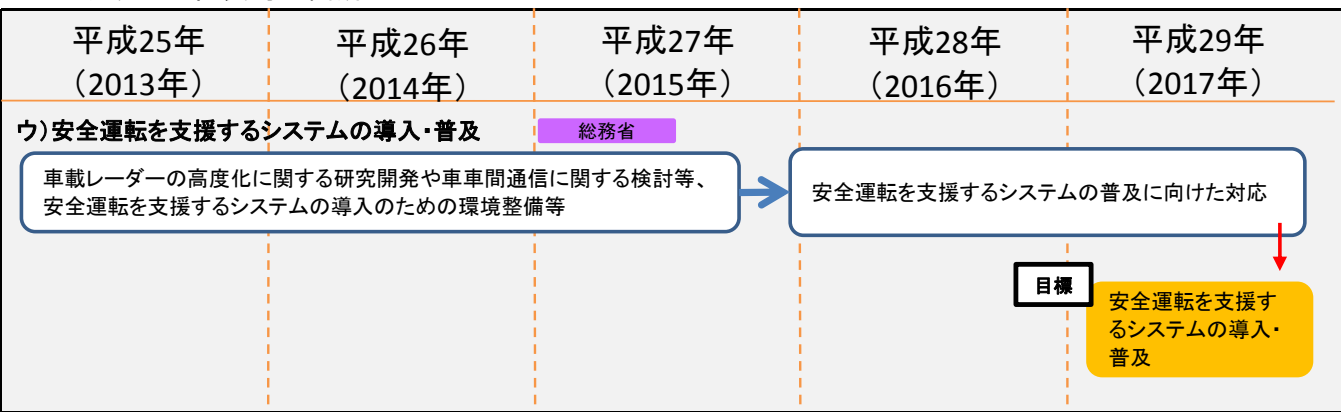 平成25年
(2013年)
平成26年
(2014年)
平成27年
(2015年)
平成28年
(2016年)
平成29年
(2017年)
ウ)安全運転を支援するシステムの導入・普及
総務省
車載レーダーの高度化に関する研究開発や車車間通信に関する検討等、
安全運転を支援するシステムの導入のための環境整備等
安全運転を支援するシステムの普及に向けた対応
目標
安全運転を支援す
るシステムの導入・
普及